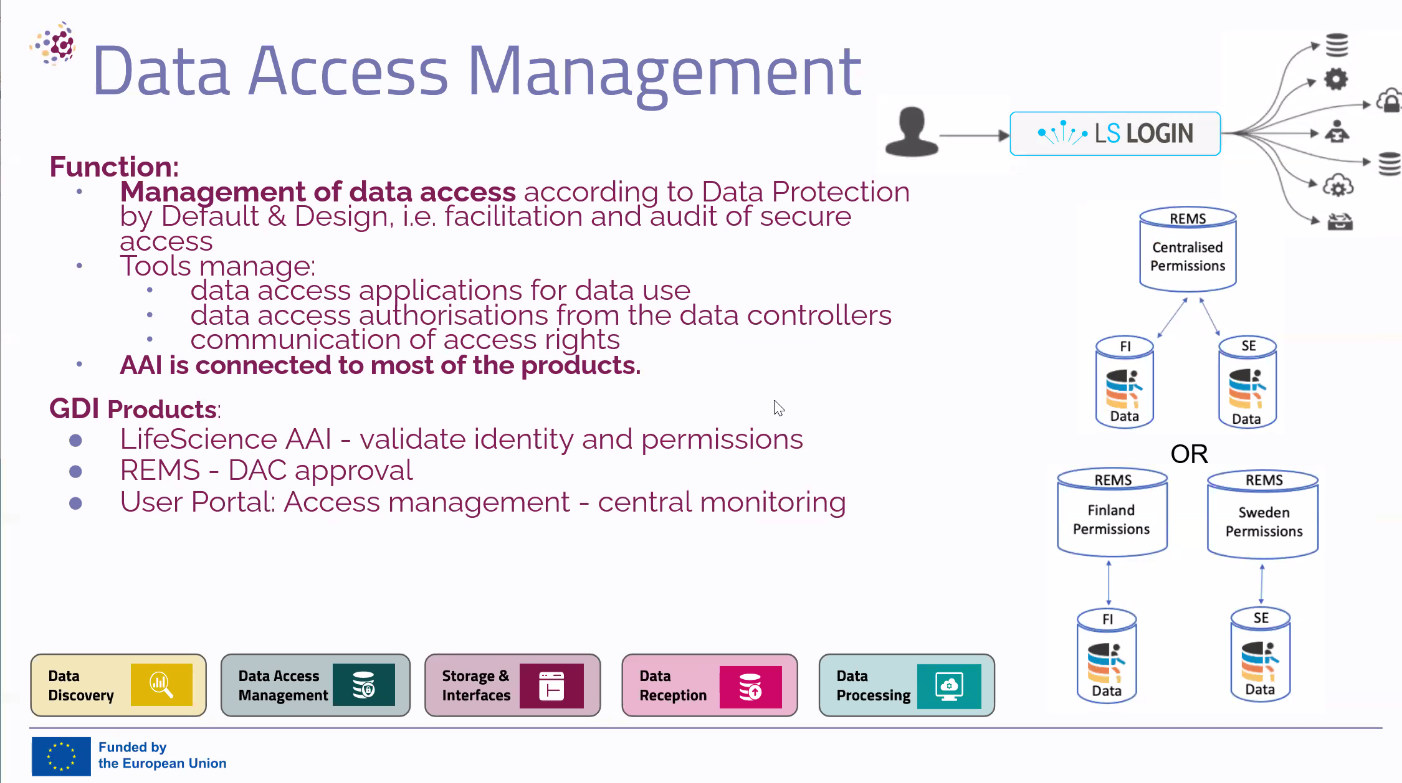 Data Access Management
LS LOGIN
Function:
Management of data access according to Data Protection
by Default & Design, i.e. facilitation and audit of secure
access
Tools manage:
data access applications for data use
data access authorisations from the data controllers
communication of access rights
AAI is connected to most of the products.
GDI Products:
LifeScience AAI - validate identity and permissions
REMS - DAC approval
User Portal: Access management - central monitoring
REMS
Centralised
Permissions
FI
Data
SE
Data
OR
REMS
Finland
Permissions
REMS
Sweden
Permissions
FI
Data
SE
Data
Data
Discovery
Data Access
Management
Storage &
Interfaces
Data
Reception
Data
Processing
Funded by
the European Union